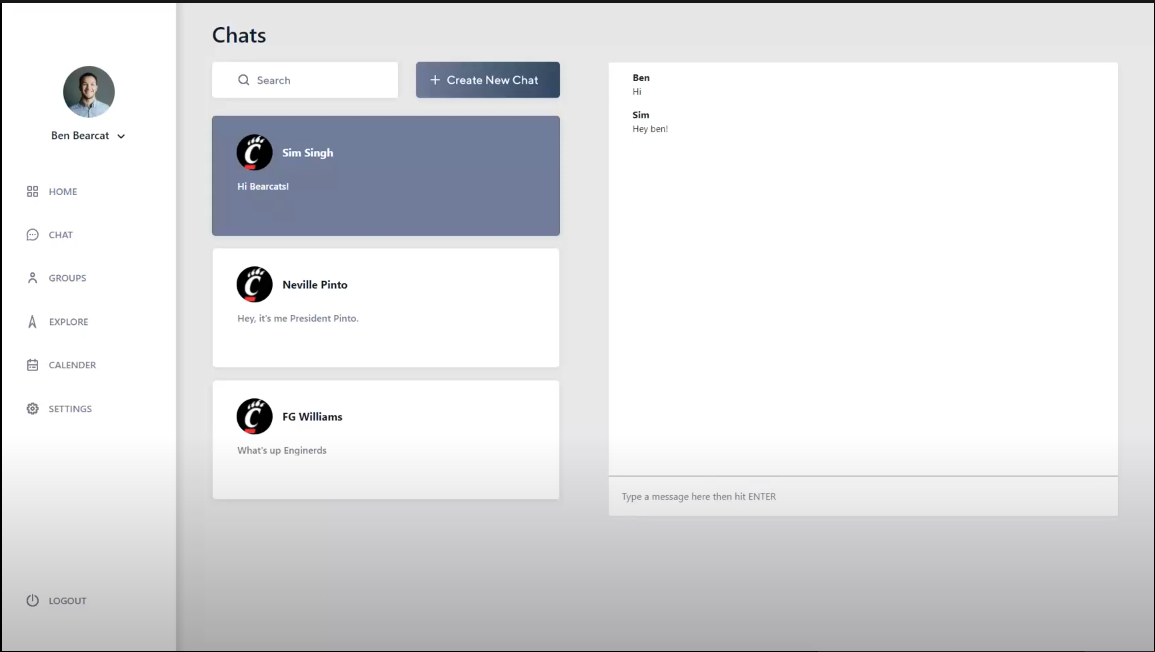 Chats
Ben Bearcat
HOME
CHAT
GROUPS
EXPLORE
CALENDER
SETTINGS
LOGOUT
Search
+ Create New Chat
C
Sim Singh
Hi Bearcats!
C
Neville Pinto
Hey, it's me President Pinto.
C
FG Williams
What's up Enginerds
Ben
Hi
Sim
Hey ben!
Type a message here then hit ENTER